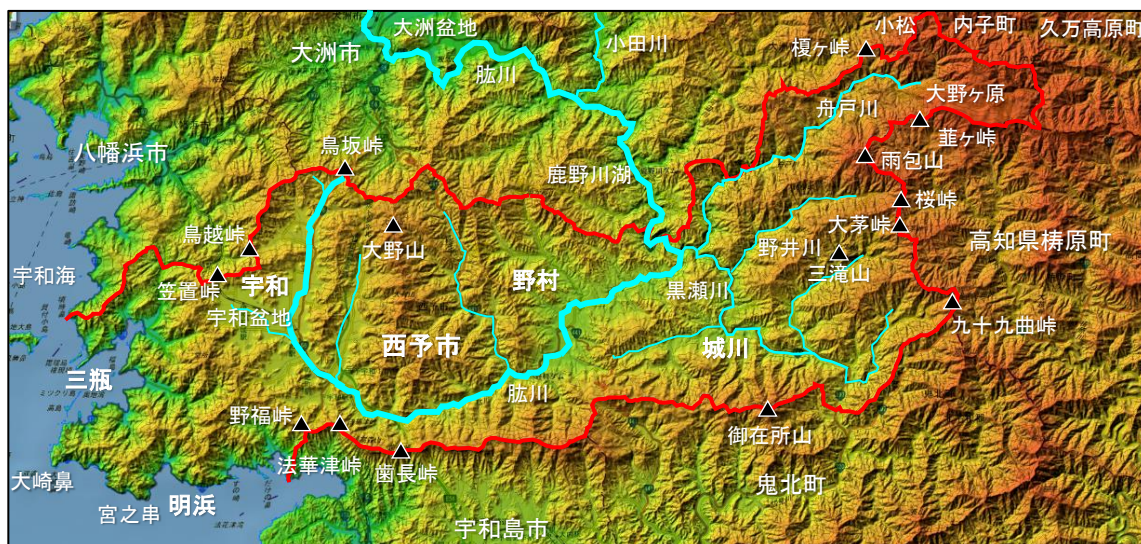 小松
内子町
久万高原町
大洲盆地
小田川
榎ヶ峠
大洲市
肱川
舟戸川
大野ヶ原
韮ヶ峠
八幡浜市
鳥坂峠
雨包山
鹿野川湖
桜峠
大野山
大茅峠
鳥越峠
野井川
高知県梼原町
三滝山
宇和海
笠置峠
宇和
野村
黒瀬川
宇和盆地
九十九曲峠
西予市
城川
三瓶
肱川
野福峠
御在所山
法華津峠
歯長峠
大崎鼻
明浜
鬼北町
宮之串
宇和島市